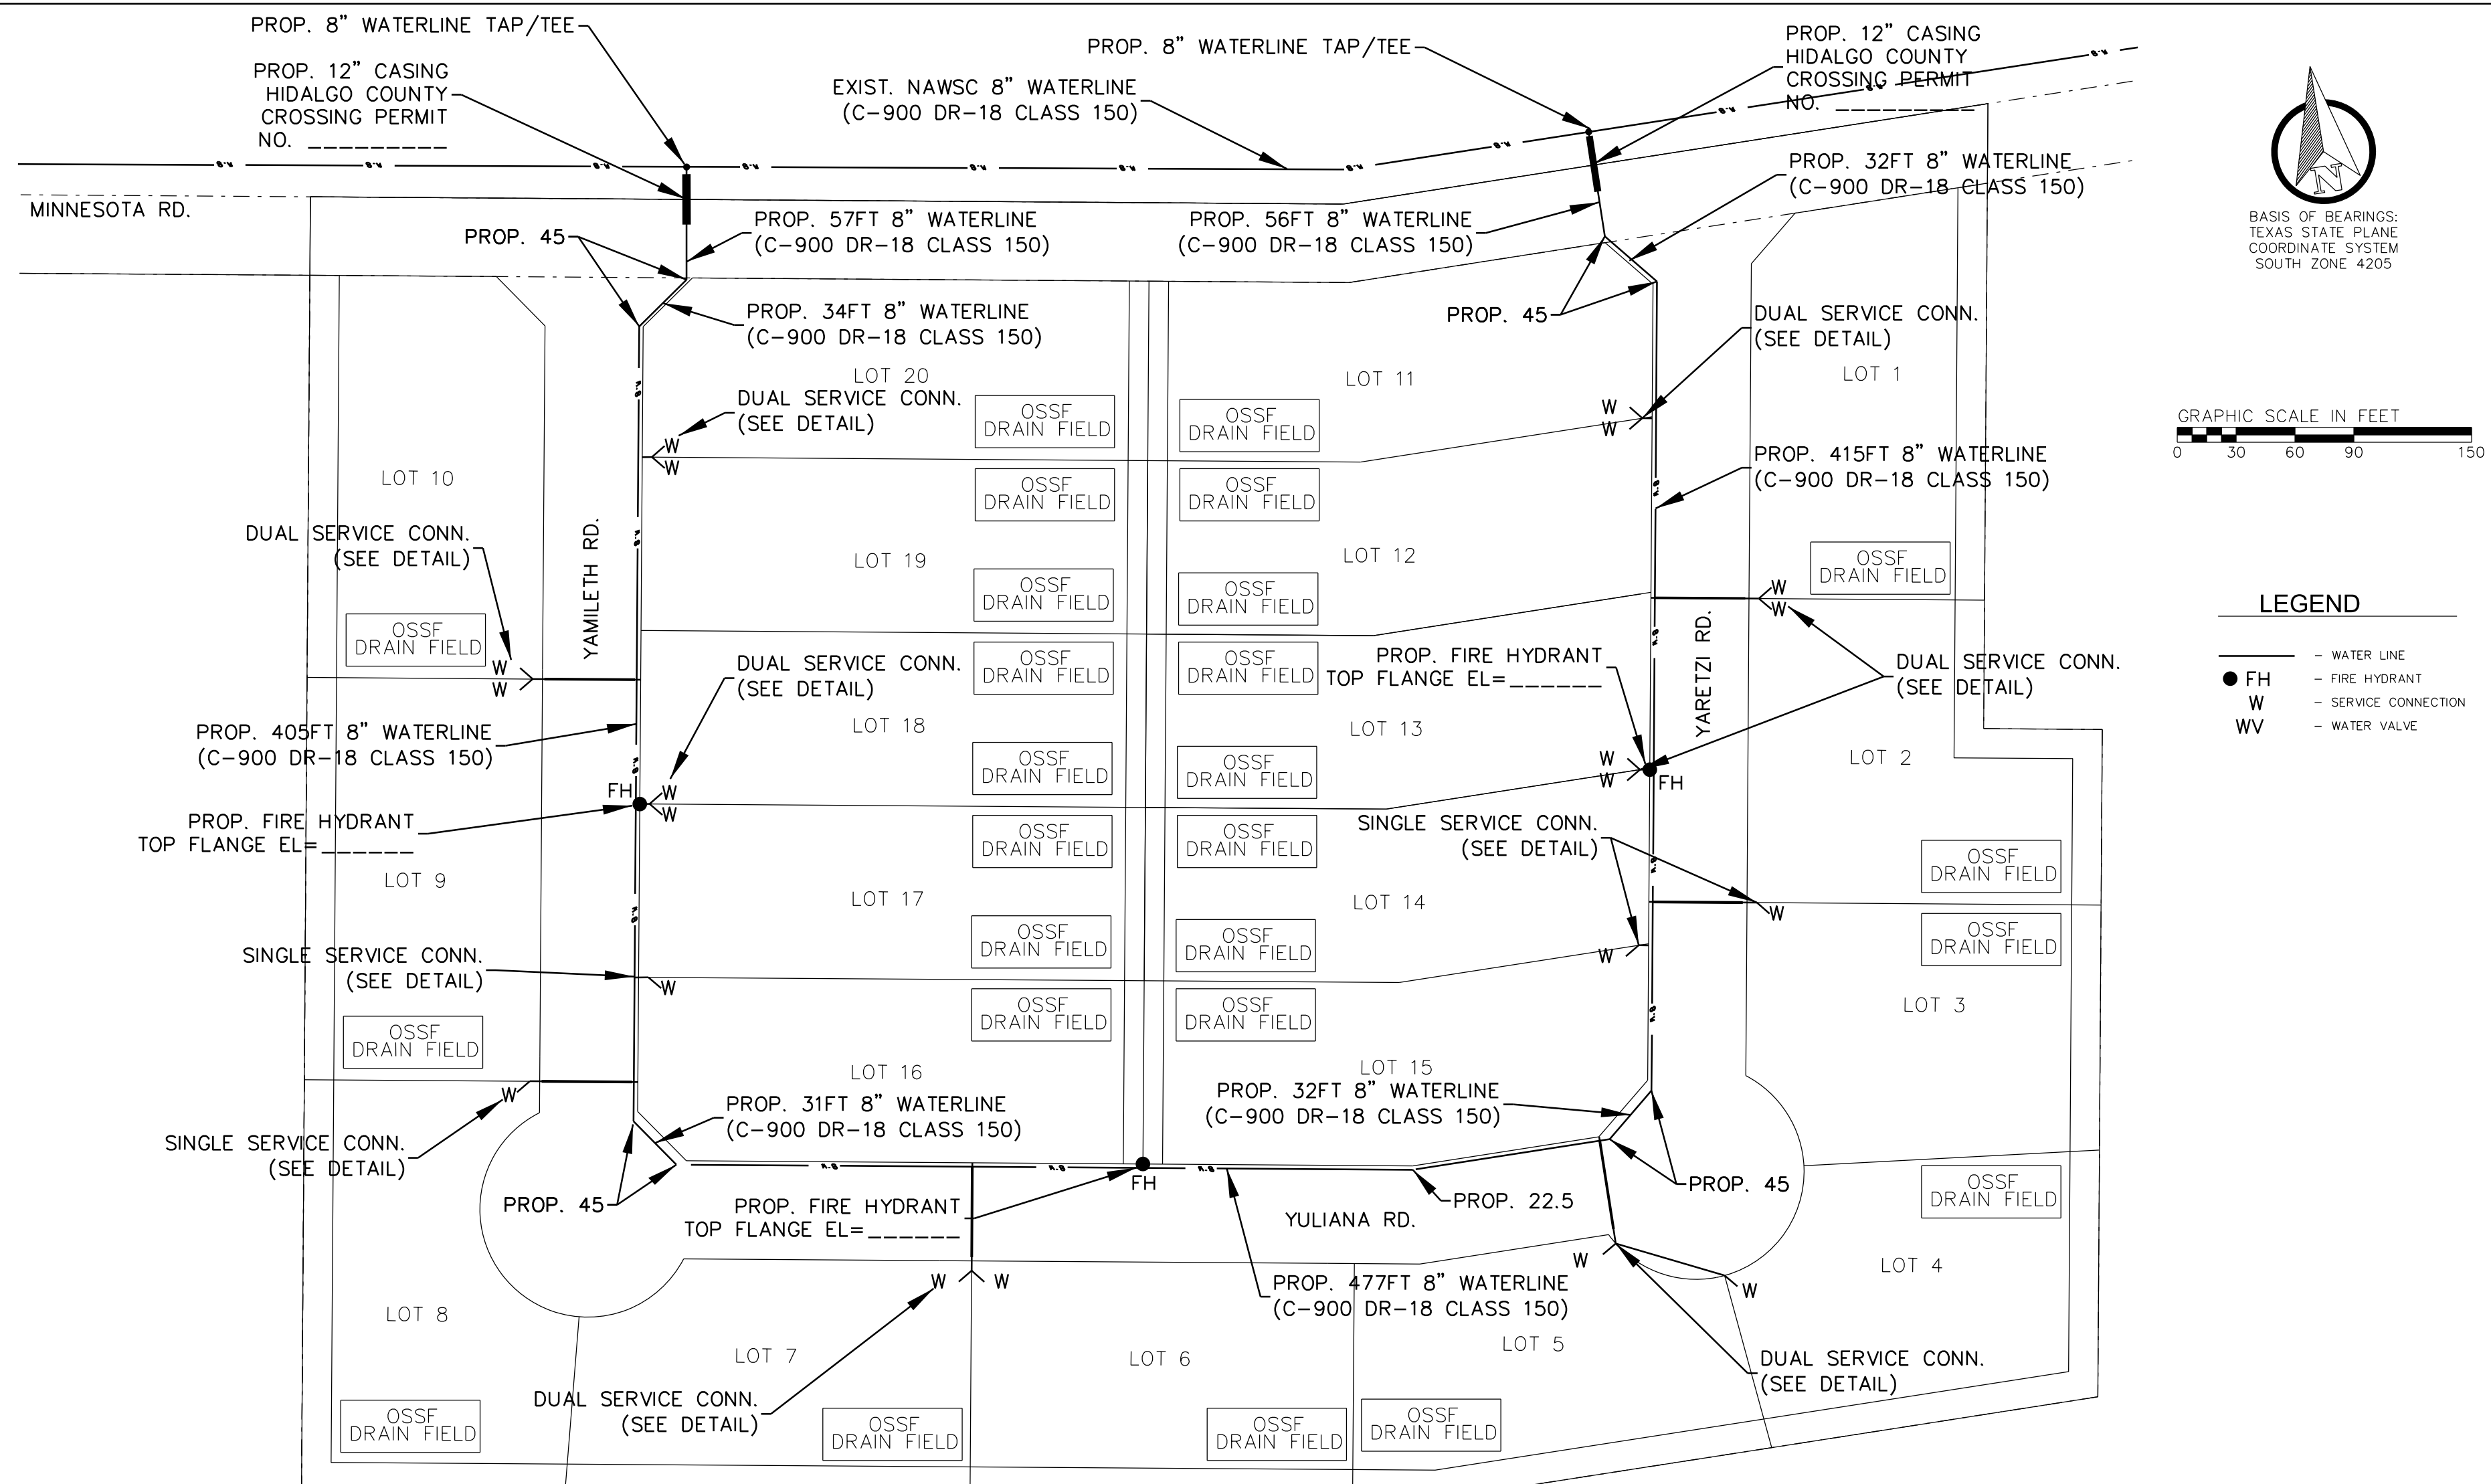 PROP. 8" WATERLINE TAP/TEE
PROP. 12" CASING
HIDALGO COUNTY
CROSSING PERMIT
NO. _________
EXIST. NAWSC 8" WATERLINE
(C-900 DR-18 CLASS 150)
PROP. 8" WATERLINE TAP/TEE
PROP. 12" CASING
HIDALGO COUNTY
CROSSING PERMIT
NO. _________
MINNESOTA RD.
PROP. 45
PROP. 57FT 8" WATERLINE
(C-900 DR-18 CLASS 150)
PROP. 56FT 8" WATERLINE
(C-900 DR-18 CLASS 150)
PROP. 32FT 8" WATERLINE
(C-900 DR-18 CLASS 150)
PROP. 34FT 8" WATERLINE
(C-900 DR-18 CLASS 150)
PROP. 45
DUAL SERVICE CONN.
(SEE DETAIL)
N
BASIS OF BEARINGS:
TEXAS STATE PLANE
COORDINATE SYSTEM
SOUTH ZONE 4205
GRAPHIC SCALE IN FEET
0 30 60 90 150
LEGEND
- WATER LINE
FH - FIRE HYDRANT
W - SERVICE CONNECTION
WV - WATER VALVE
LOT 20
DUAL SERVICE CONN.
(SEE DETAIL)
W
W
OSSF
DRAIN FIELD
OSSF
DRAIN FIELD
LOT 11
W
W
LOT 1
PROP. 415FT 8" WATERLINE
(C-900 DR-18 CLASS 150)
LOT 10
DUAL SERVICE CONN.
(SEE DETAIL)
YAMILETH RD.
OSSF
DRAIN FIELD
OSSF
DRAIN FIELD
LOT 19
LOT 12
OSSF
DRAIN FIELD
OSSF
DRAIN FIELD
OSSF
DRAIN FIELD
W
W
OSSF
DRAIN FIELD
W
W
DUAL SERVICE CONN.
(SEE DETAIL)
OSSF
DRAIN FIELD
OSSF
DRAIN FIELD
PROP. FIRE HYDRANT
TOP FLANGE EL=______
YARETZI RD.
DUAL SERVICE CONN.
(SEE DETAIL)
PROP. 405FT 8" WATERLINE
(C-900 DR-18 CLASS 150)
LOT 18
LOT 13
LOT 2
OSSF
DRAIN FIELD
OSSF
DRAIN FIELD
W
W
FH
FH
W
W
PROP. FIRE HYDRANT
TOP FLANGE EL=______
OSSF
DRAIN FIELD
OSSF
DRAIN FIELD
SINGLE SERVICE CONN.
(SEE DETAIL)
OSSF
DRAIN FIELD
LOT 9
LOT 17
LOT 14
W
OSSF
DRAIN FIELD
OSSF
DRAIN FIELD
OSSF
DRAIN FIELD
SINGLE SERVICE CONN.
(SEE DETAIL)
W
W
OSSF
DRAIN FIELD
OSSF
DRAIN FIELD
OSSF
DRAIN FIELD
LOT 3
LOT 16
LOT 15
W
SINGLE SERVICE CONN.
(SEE DETAIL)
PROP. 31FT 8" WATERLINE
(C-900 DR-18 CLASS 150)
PROP. 32FT 8" WATERLINE
(C-900 DR-18 CLASS 150)
PROP. 45
PROP. FIRE HYDRANT
TOP FLANGE EL=______
FH
YULIANA RD.
PROP. 22.5
PROP. 45
OSSF
DRAIN FIELD
W W
W
W
PROP. 477FT 8" WATERLINE
(C-900 DR-18 CLASS 150)
LOT 4
LOT 8
LOT 7
LOT 6
LOT 5
DUAL SERVICE CONN.
(SEE DETAIL)
DUAL SERVICE CONN.
(SEE DETAIL)
OSSF
DRAIN FIELD
OSSF
DRAIN FIELD
OSSF
DRAIN FIELD
OSSF
DRAIN FIELD